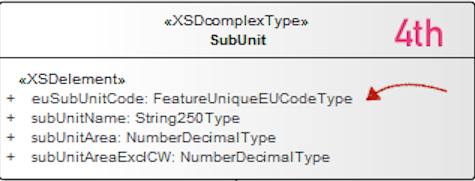 «XSDcomplexType»
SubUnit
4th
«XSDelement»
+ euSubUnitCode: FeatureUniqueEUCodeType
+ subUnitName: String250Type
+ subUnitArea: NumberDecimalType
+ subUnitAreaExclCW: NumberDecimalType